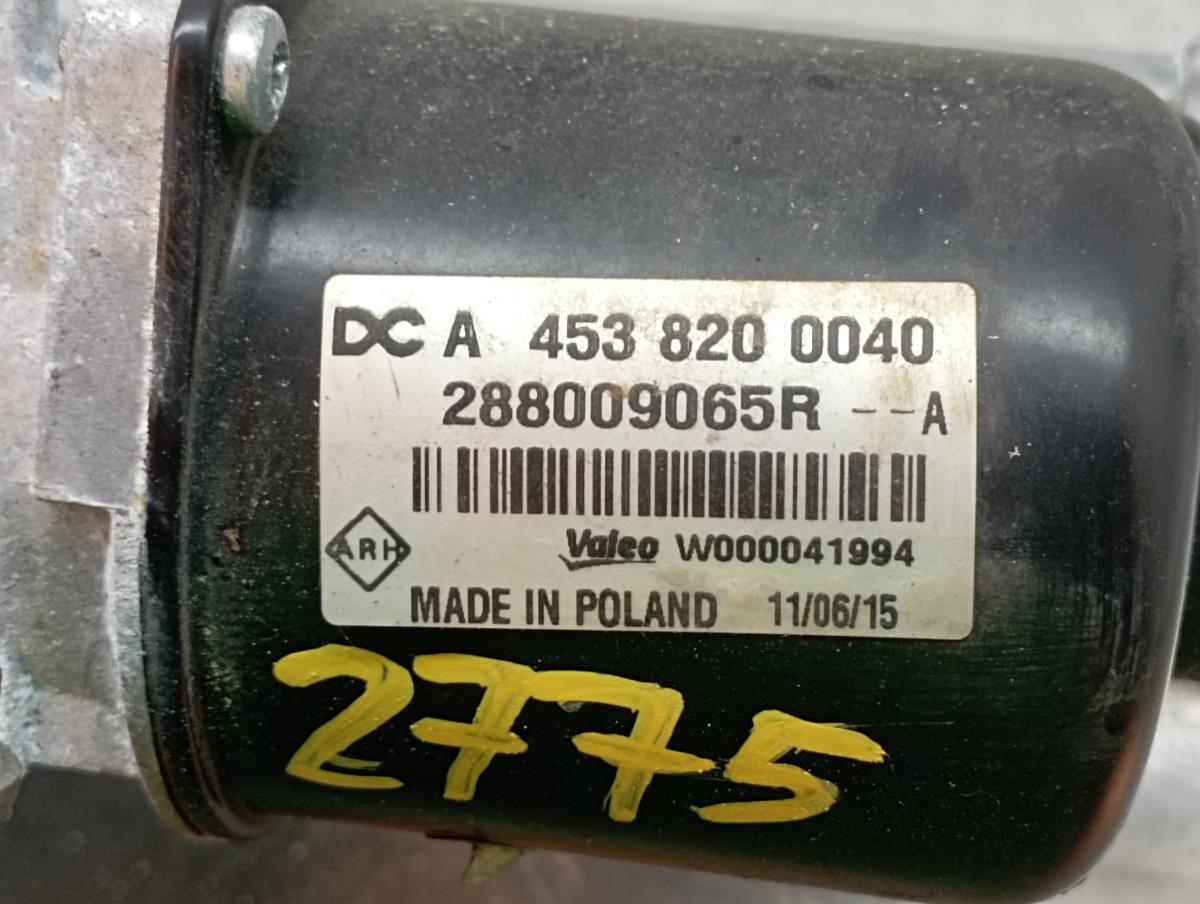 DC A 453 820 0040
288009065R --A
ARH Valeo W000041994
MADE IN POLAND 11/06/15
2775